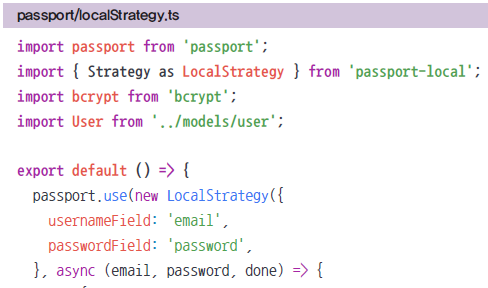 passport/localStrategy.ts
import passport from 'passport';
import { Strategy as LocalStrategy } from 'passport-local';
import bcrypt from 'bcrypt';
import User from '../models/user';
export default () => {
passport.use(new LocalStrategy({
usernameField: 'email',
passwordField: 'password',
}, async (email, password, done) => {